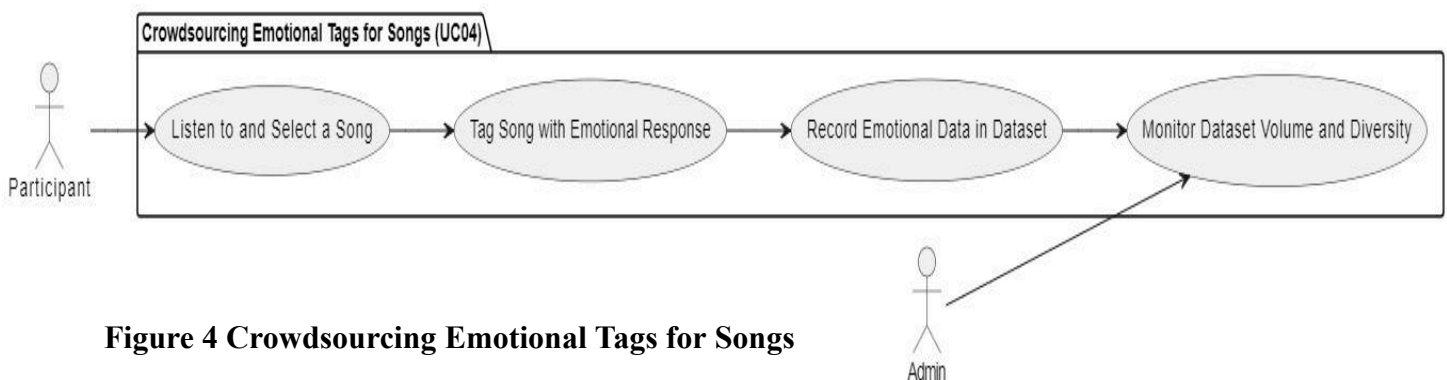 Crowdsourcing Emotional Tags for Songs (UC04)
Participant
Listen to and Select a Song
Tag Song with Emotional Response
Record Emotional Data in Dataset
Monitor Dataset Volume and Diversity
Admin
Figure 4 Crowdsourcing Emotional Tags for Songs